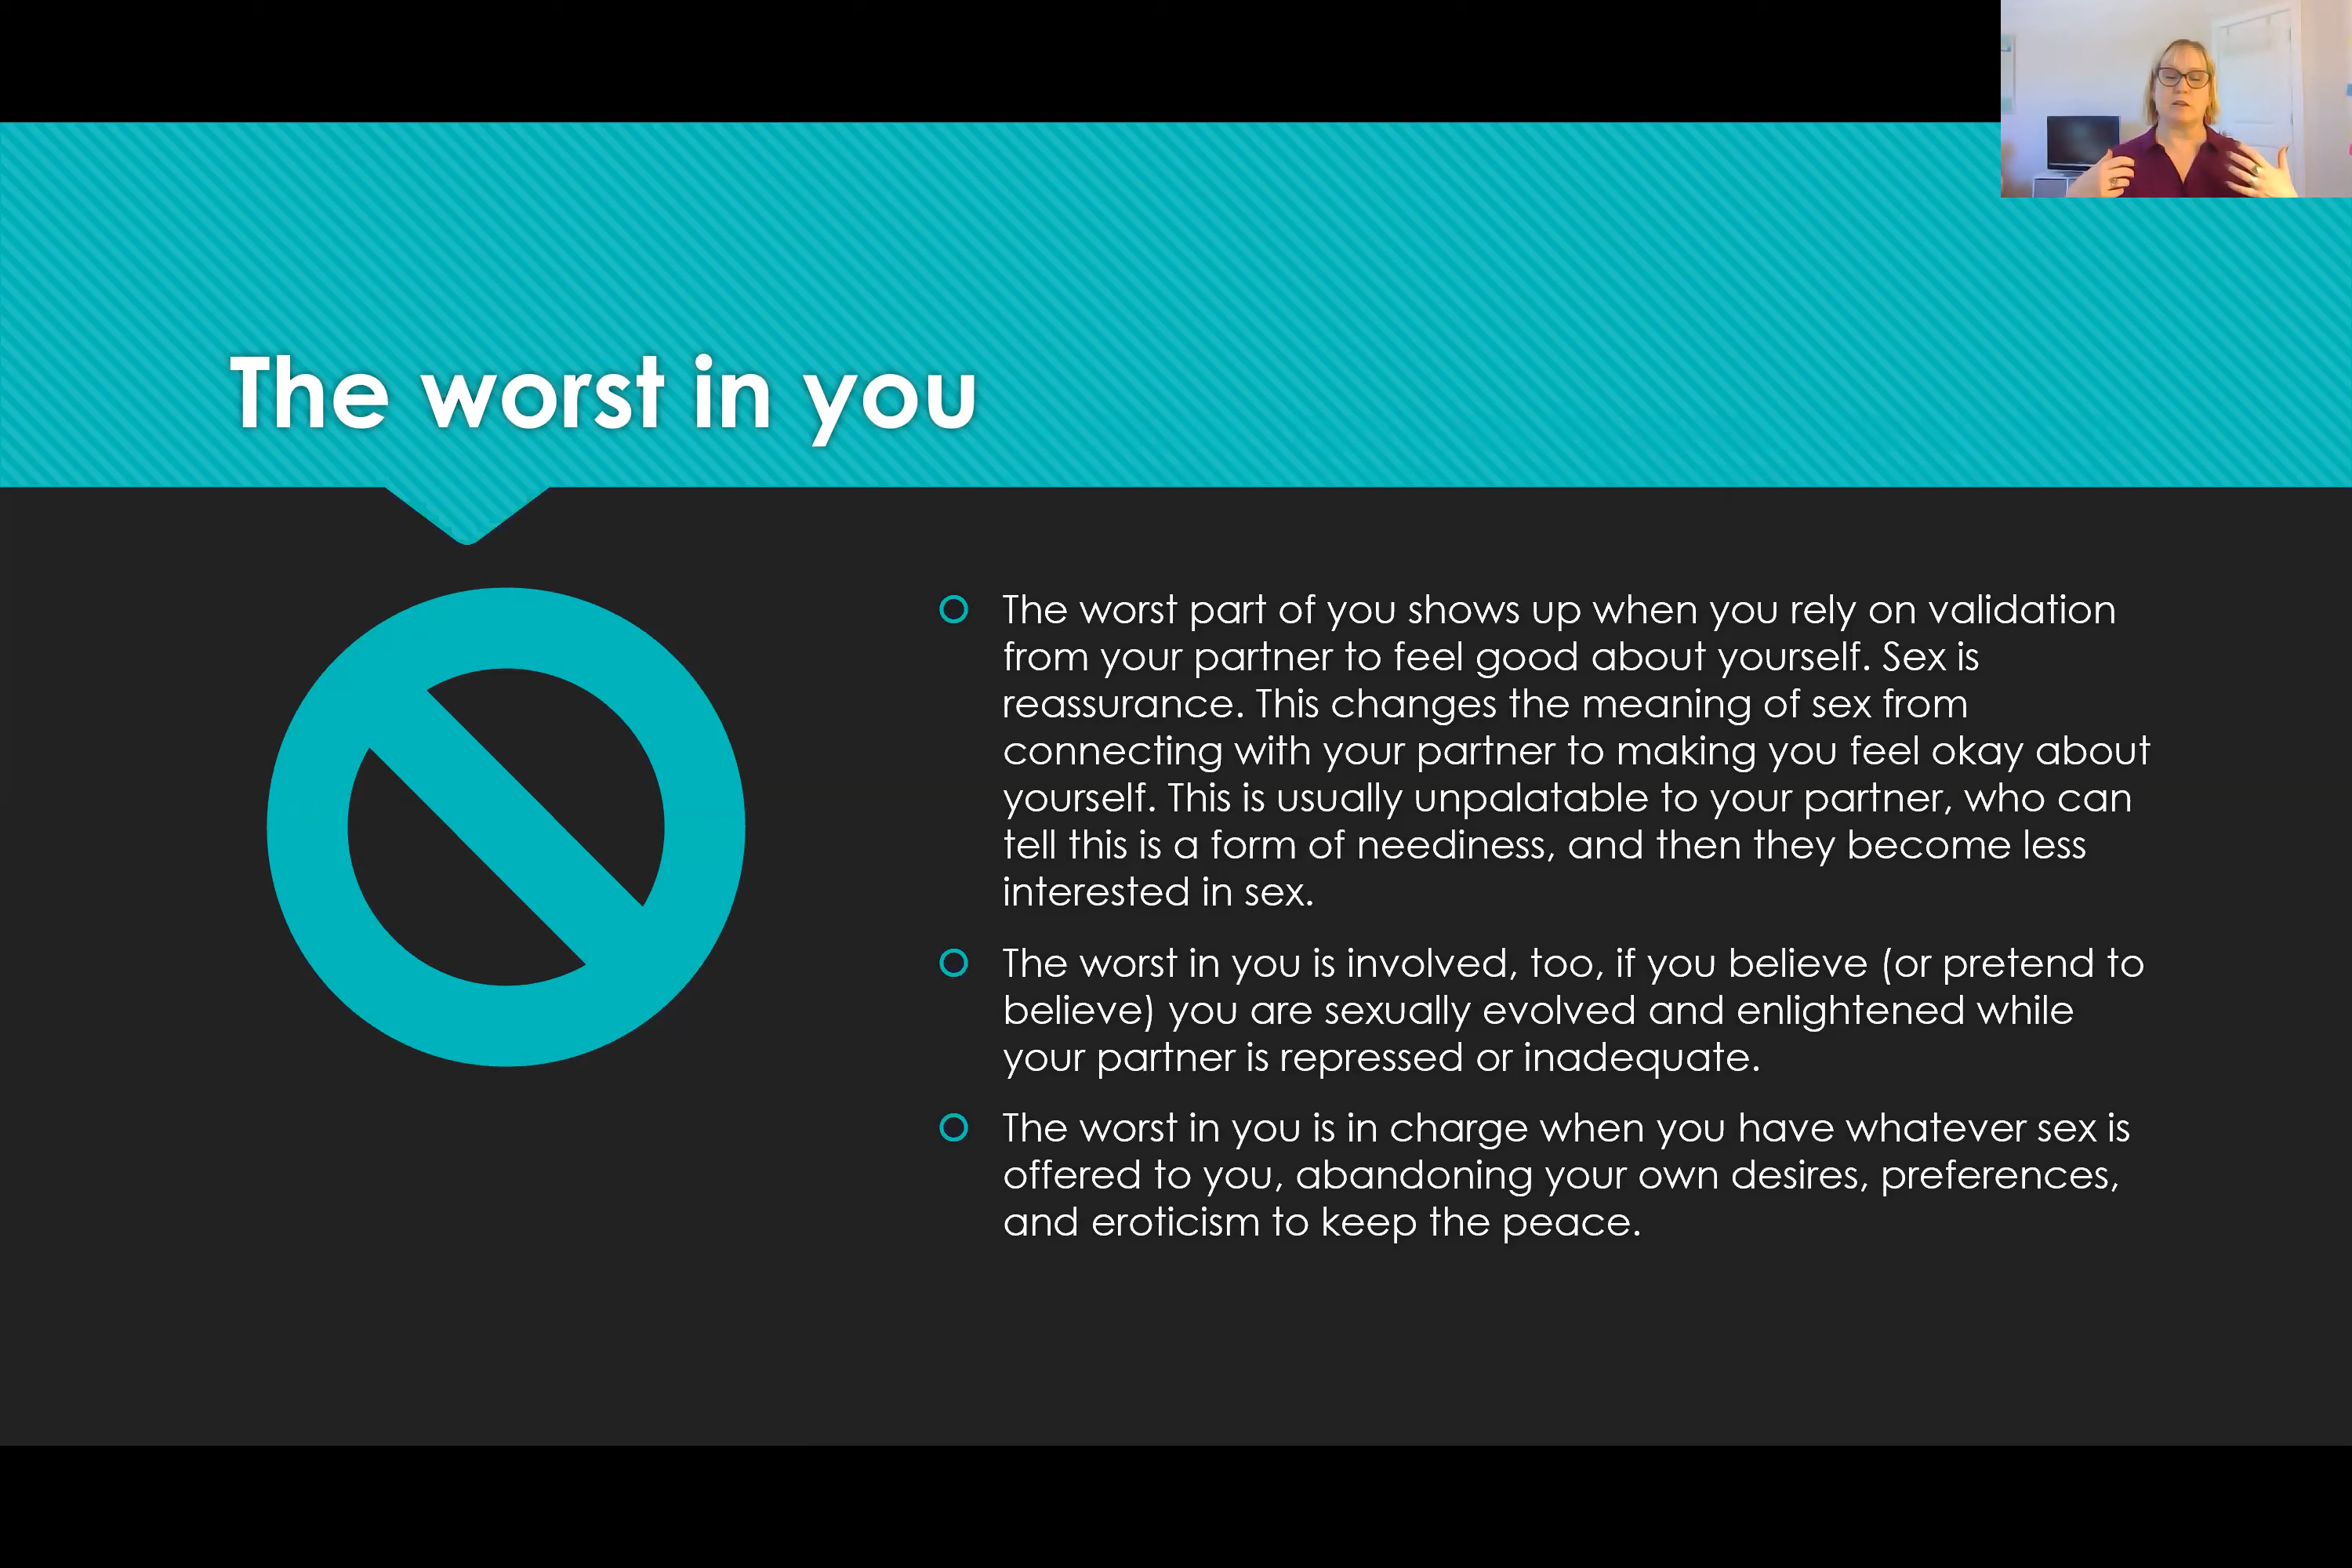 The worst in you
The worst part of you shows up when you rely on validation
from your partner to feel good about yourself. Sex is
reassurance. This changes the meaning of sex from
connecting with your partner to making you feel okay about
yourself. This is usually unpalatable to your partner, who can
tell this is a form of neediness, and then they become less
interested in sex.
The worst in you is involved, too, if you believe (or pretend to
believe) you are sexually evolved and enlightened while
your partner is repressed or inadequate.
The worst in you is in charge when you have whatever sex is
offered to you, abandoning your own desires, preferences,
and eroticism to keep the peace.